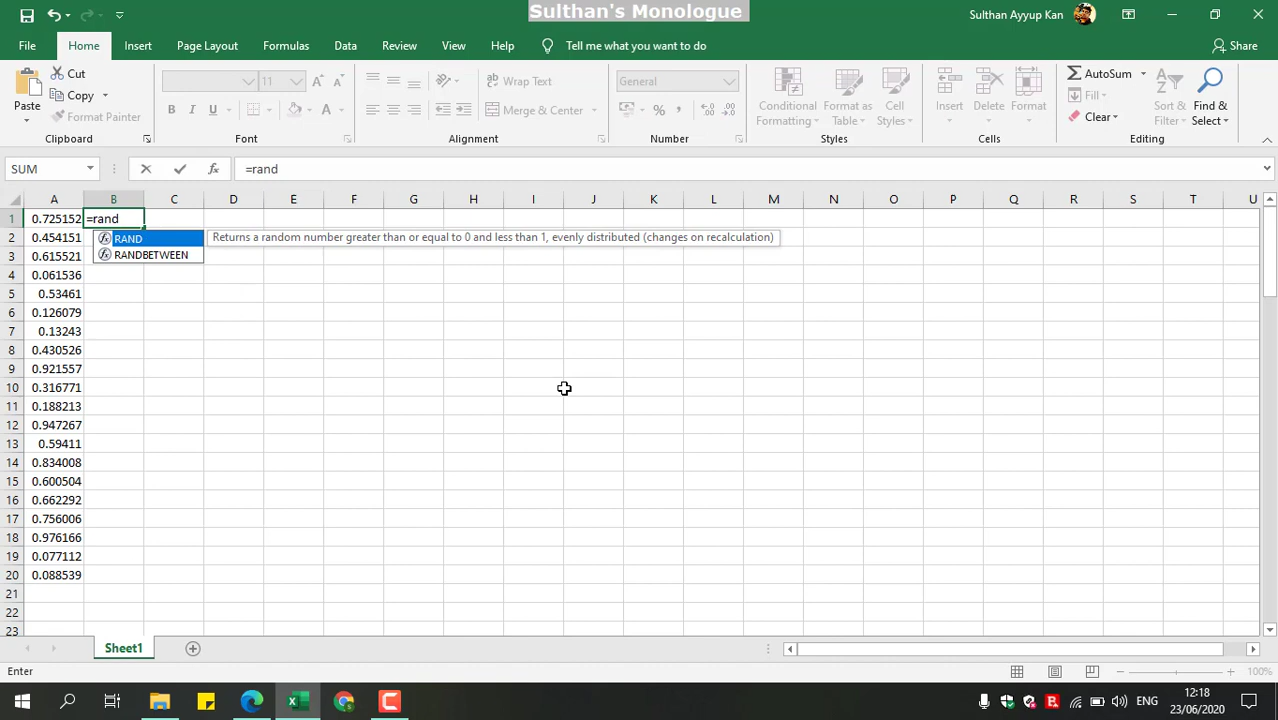 Sulthan's Monologue
Sulthan Ayyup Kan
File Home Insert Page Layout Formulas Data Review View Help Tell me what you want to do Share
Paste
Cut
Copy
Format Painter
Clipboard
11
Font
Wrap Text
Merge & Center
Alignment
General
Number
Conditional Formatting
Format as Table
Cell Styles
Styles
Insert
Delete
Format
Cells
AutoSum
Fill
Clear
Sort & Filter
Find & Select
Editing
SUM =rand
A B C D E F G H I J K L M N O P Q R S T U
1 0.725152 =rand
RAND Returns a random number greater than or equal to 0 and less than 1, evenly distributed (changes on recalculation)
RANDBETWEEN
2 0.454151
3 0.615521
4 0.061536
5 0.53461
6 0.126079
7 0.13243
8 0.430526
9 0.921557
10 0.316771
11 0.188213
12 0.947267
13 0.59411
14 0.834008
15 0.600504
16 0.662292
17 0.756006
18 0.976166
19 0.077112
20 0.088539
21
22
23
Sheet1
Enter 100%
ENG 12:18
23/06/2020